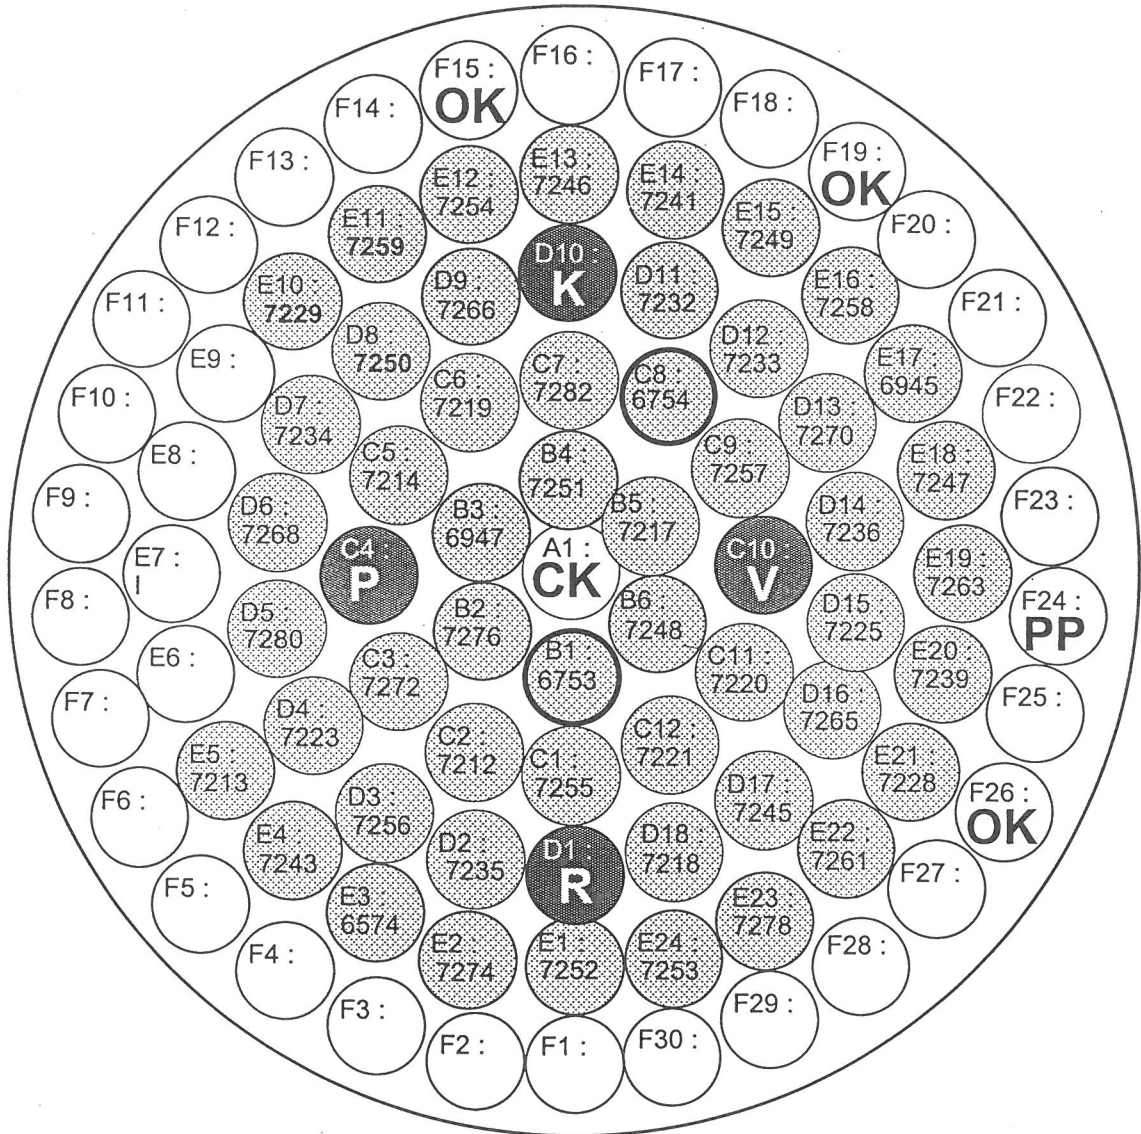 F16 :
F15 :
OK
F17 :
F14 :
F18 :
F13 :
F19 :
OK
E13 :
7246
E12 :
7254
E14 :
7241
F12 :
E11 :
7259
E15 :
7249
F20 :
D10 :
K
F11 :
E10 :
7229
D9 :
7266
D11 :
7232
E16 :
7258
F21 :
E9 :
D8 :
7250
D12 :
7233
E17 :
6945
C7 :
7282
C6 :
7219
C8 :
6754
F10 :
D7 :
7234
D13 :
7270
F22 :
E8 :
C5 :
7214
B4 :
7251
C9 :
7257
E18 :
7247
F9 :
D6 :
7268
B3 :
6947
B5 :
7217
D14 :
7236
F23 :
E7 :
I
C4 :
P
A1 :
CK
C10 :
V
E19 :
7263
F8 :
D5 :
7280
B2 :
7276
B6 :
7248
D15 :
7225
F24 :
PP
E6 :
C3 :
7272
B1 :
6753
C11 :
7220
E20 :
7239
F7 :
D4 :
7223
D16 :
7265
F25 :
C2 :
7212
C12 :
7221
E5 :
7213
C1 :
7255
E21 :
7228
F6 :
D3 :
7256
D17 :
7245
F26 :
OK
E4 :
7243
D2 :
7235
D1 :
R
D18 :
7218
E22 :
7261
F5 :
E3 :
6574
E23 :
7278
F27 :
F4 :
E2 :
7274
E1 :
7252
E24 :
7253
F28 :
F3 :
F29 :
F2 :
F1 :
F30 :